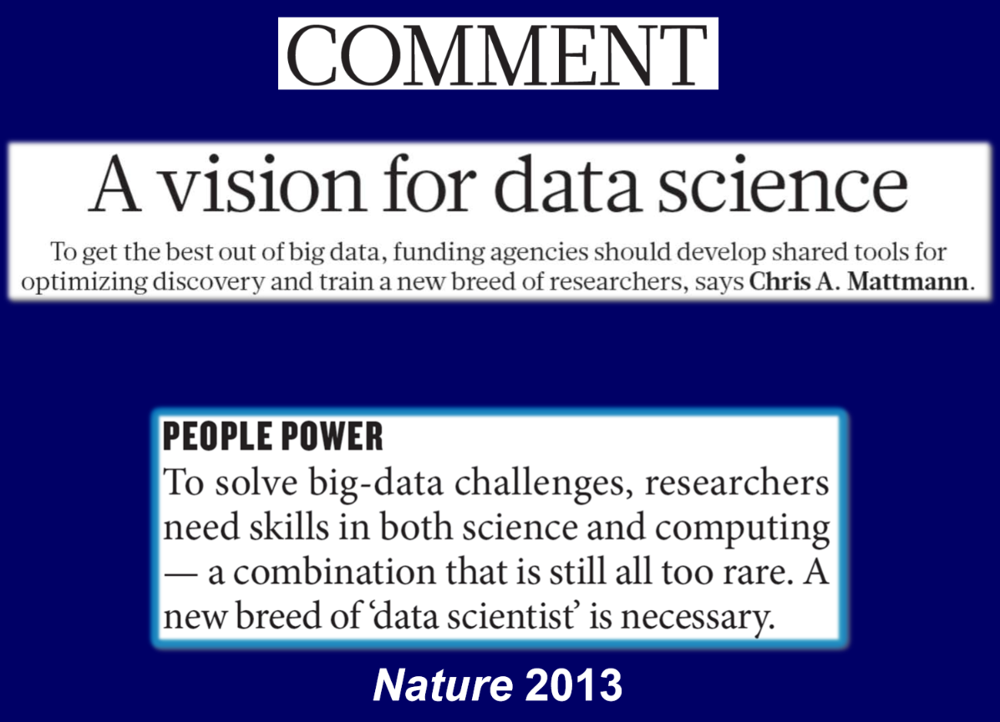 COMMENT
A vision for data science
To get the best out of big data, funding agencies should develop shared tools for
optimizing discovery and train a new breed of researchers, says Chris A. Mattmann.
PEOPLE POWER
To solve big-data challenges, researchers
need skills in both science and computing
— a combination that is still all too rare. A
new breed of ‘data scientist’ is necessary.
Nature 2013